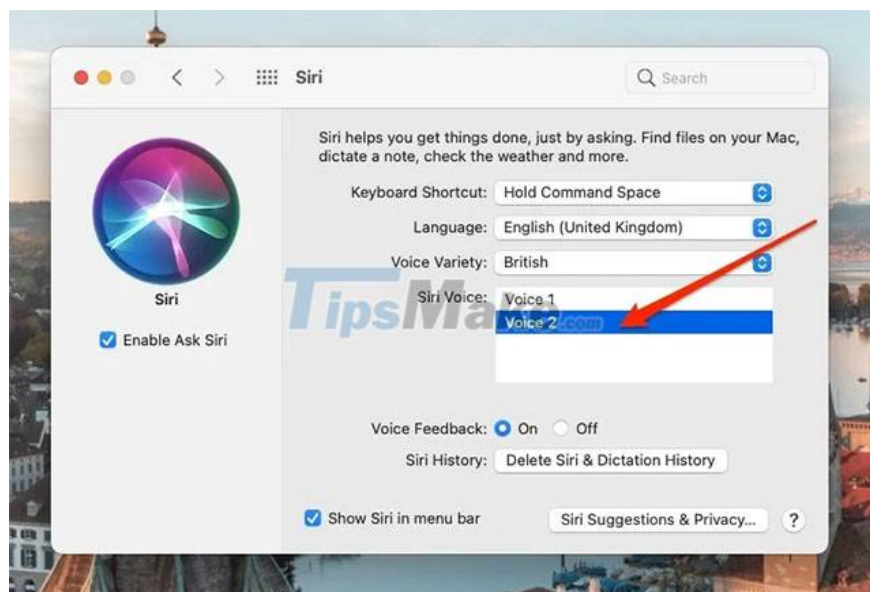 Siri
Search
Siri helps you get things done, just by asking. Find files on your Mac,
dictate a note, check the weather and more.
Keyboard Shortcut: Hold Command Space
Language: English (United Kingdom)
Voice Variety: British
Siri Voice: Voice 1
Voice 2
TipsMake.com
Siri
Enable Ask Siri
Voice Feedback: On Off
Siri History: Delete Siri & Dictation History
Show Siri in menu bar
Siri Suggestions & Privacy... ?